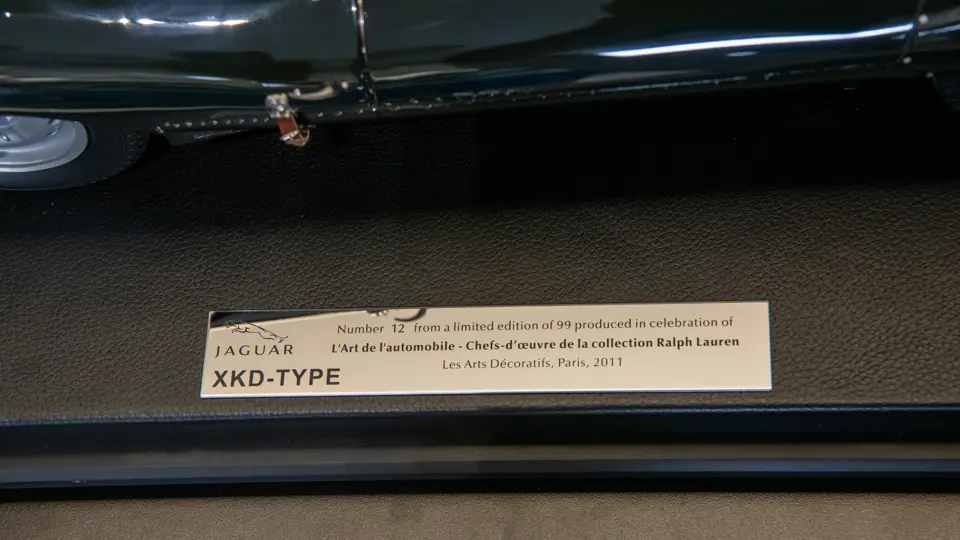 JAGUAR
XKD-TYPE
Number 12 from a limited edition of 99 produced in celebration of
L'Art de l'automobile - Chefs-d’œuvre de la collection Ralph Lauren
Les Arts Décoratifs, Paris, 2011